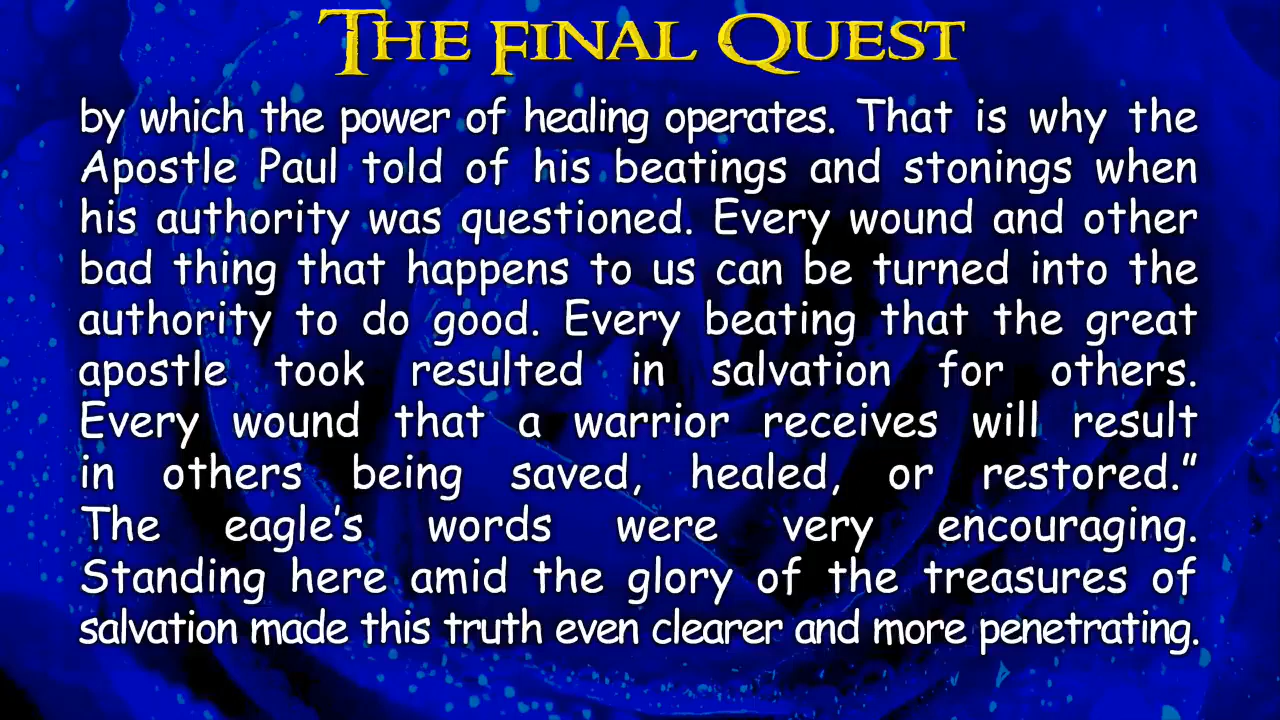 THE FINAL QUEST
by which the power of healing operates. That is why the
Apostle Paul told of his beatings and stonings when
his authority was questioned. Every wound and other
bad thing that happens to us can be turned into the
authority to do good. Every beating that the great
apostle took resulted in salvation for others.
Every wound that a warrior receives will result
in others being saved, healed, or restored.”
The eagle’s words were very encouraging.
Standing here amid the glory of the treasures of
salvation made this truth even clearer and more penetrating.